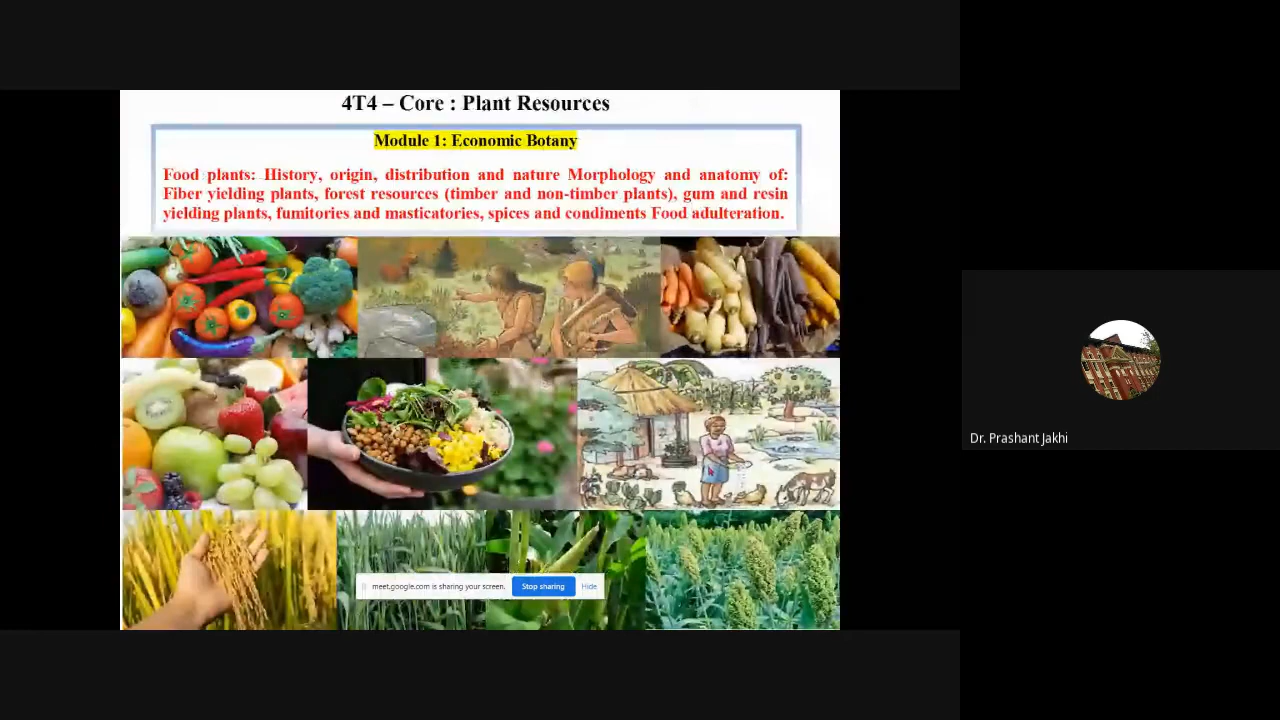 4T4 – Core : Plant Resources
Module 1: Economic Botany
Food plants: History, origin, distribution and nature Morphology and anatomy of:
Fiber yielding plants, forest resources (timber and non-timber plants), gum and resin
yielding plants, fumitories and masticatories, spices and condiments Food adulteration.
meet.google.com is sharing your screen. Stop sharing Hide
Dr. Prashant Jakhi